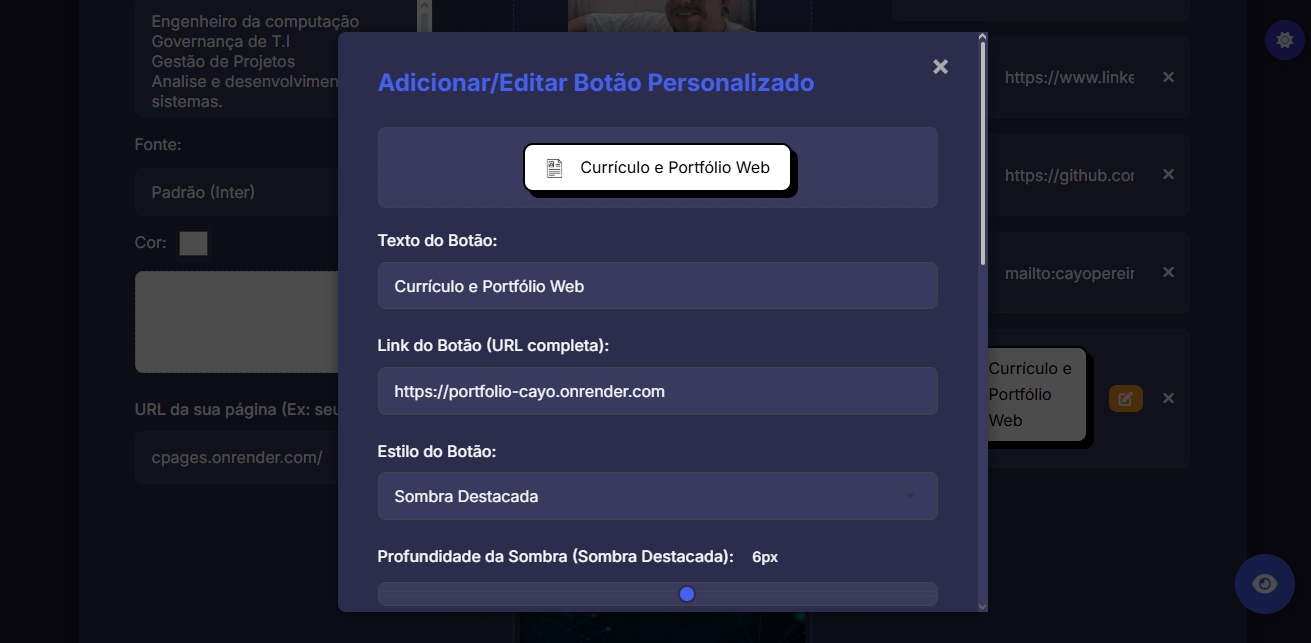 Engenheiro da computação
Governança de T.I
Gestão de Projetos
Analise e desenvolvimen
sistemas.
Fonte:
Padrão (Inter)
Cor:
URL da sua página (Ex: seu
cpages.onrender.com/
Adicionar/Editar Botão Personalizado
Currículo e Portfólio Web
Texto do Botão:
Currículo e Portfólio Web
Link do Botão (URL completa):
https://portfolio-cayo.onrender.com
Estilo do Botão:
Sombra Destacada
Profundidade da Sombra (Sombra Destacada): 6px
https://www.linke
https://github.cor
mailto:cayopereir
Currículo e
Portfólio
Web